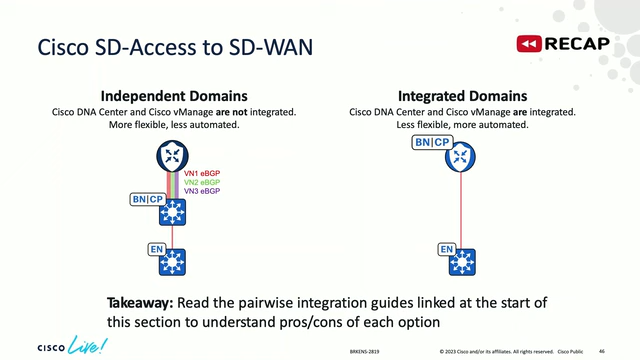 Cisco SD-Access to SD-WAN
RECAP
Independent Domains
Cisco DNA Center and Cisco vManage are not integrated.
More flexible, less automated.
VN1 eBGP
VN2 eBGP
VN3 eBGP
BN|CP
EN
Integrated Domains
Cisco DNA Center and Cisco vManage are integrated.
Less flexible, more automated.
BN|CP
EN
Takeaway: Read the pairwise integration guides linked at the start of
this section to understand pros/cons of each option
CISCO Live!
BRKENS-2819
© 2023 Cisco and/or its affiliates. All rights reserved. Cisco Public
46